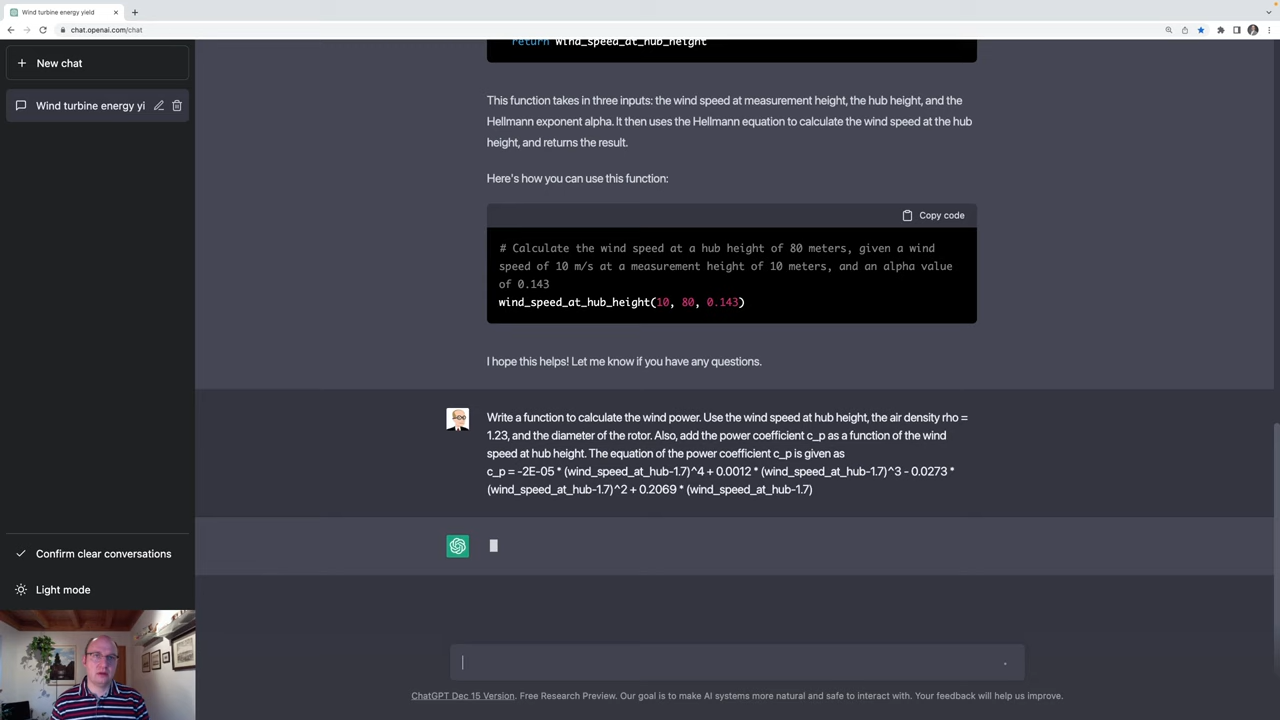 Wind turbine energy yield
chat.openai.com/chat
New chat
Wind turbine energy yi
Confirm clear conversations
Light mode
return wind_speed_at_hub_height
This function takes in three inputs: the wind speed at measurement height, the hub height, and the
Hellmann exponent alpha. It then uses the Hellmann equation to calculate the wind speed at the hub
height, and returns the result.
Here's how you can use this function:
Copy code
# Calculate the wind speed at a hub height of 80 meters, given a wind
speed of 10 m/s at a measurement height of 10 meters, and an alpha value
of 0.143
wind_speed_at_hub_height(10, 80, 0.143)
I hope this helps! Let me know if you have any questions.
Write a function to calculate the wind power. Use the wind speed at hub height, the air density rho =
1.23, and the diameter of the rotor. Also, add the power coefficient c_p as a function of the wind
speed at hub height. The equation of the power coefficient c_p is given as
c_p = -2E-05 * (wind_speed_at_hub-1.7)^4 + 0.0012 * (wind_speed_at_hub-1.7)^3 - 0.0273 *
(wind_speed_at_hub-1.7)^2 + 0.2069 * (wind_speed_at_hub-1.7)
ChatGPT Dec 15 Version. Free Research Preview. Our goal is to make AI systems more natural and safe to interact with. Your feedback will help us improve.